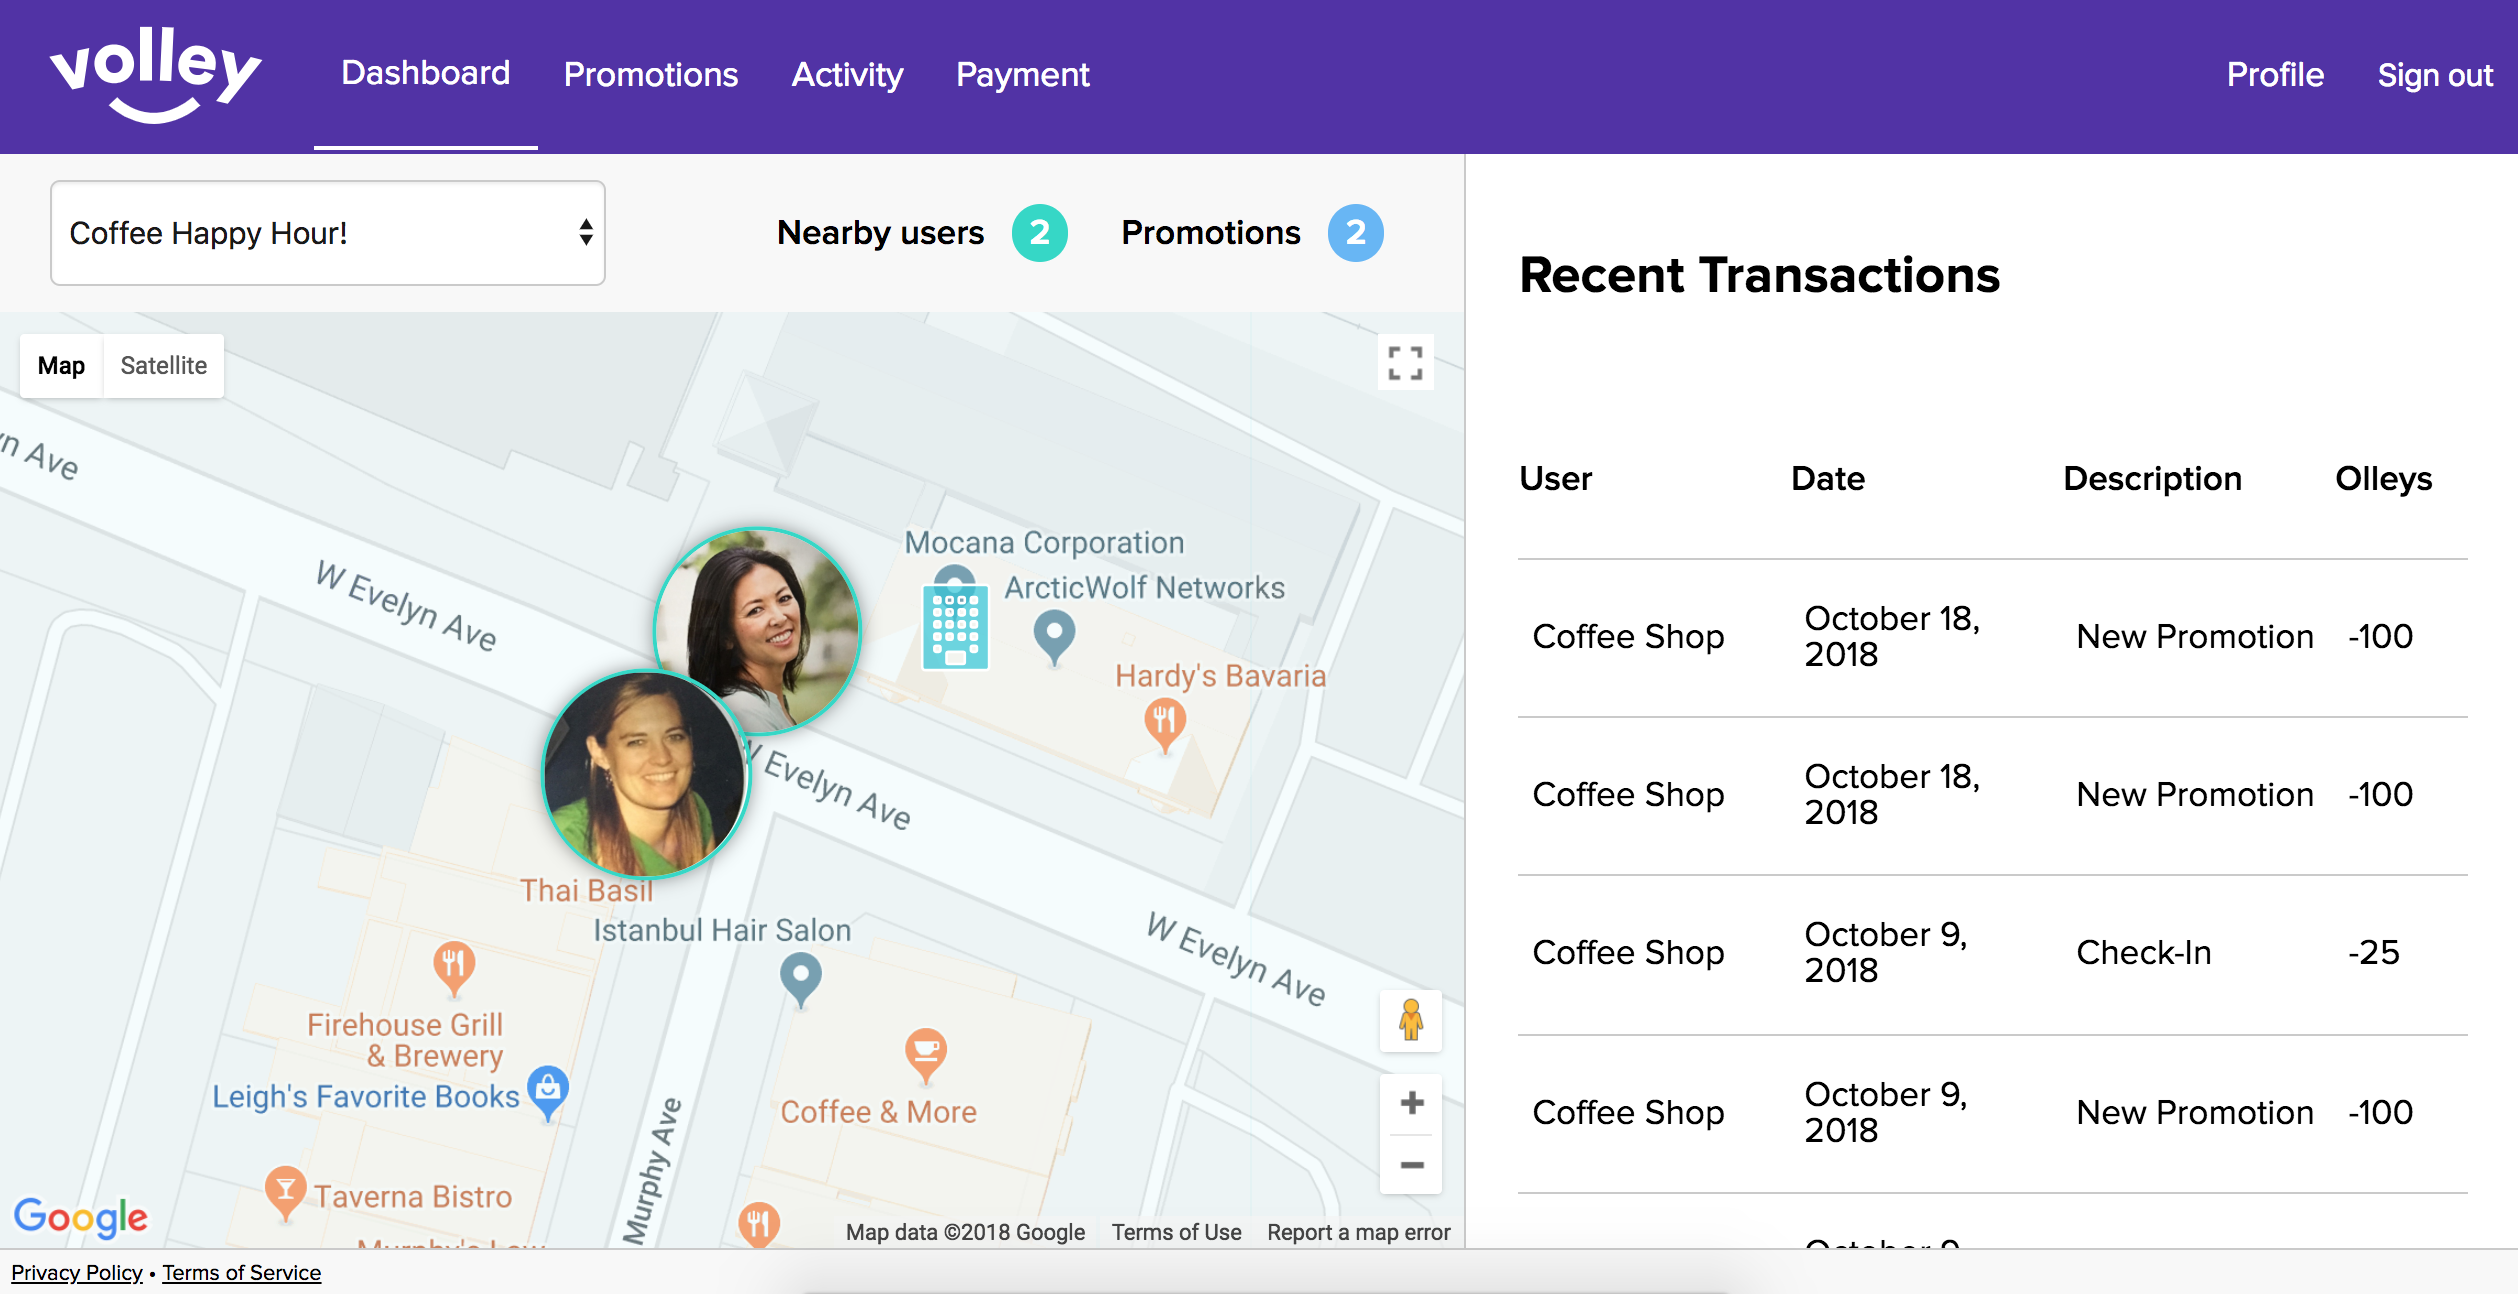 volley
Dashboard
Promotions
Activity
Payment
Profile
Sign out
Coffee Happy Hour!
Nearby users 2
Promotions 2
Map
Satellite
W Evelyn Ave
Mocana Corporation
ArcticWolf Networks
Hardy's Bavaria
Evelyn Ave
Thai Basil
Istanbul Hair Salon
W Evelyn Ave
Firehouse Grill
& Brewery
Leigh's Favorite Books
Coffee & More
Murphy Ave
Taverna Bistro
Google
Map data ©2018 Google
Terms of Use
Report a map error
Recent Transactions
User Date Description Olleys
Coffee Shop October 18, 2018 New Promotion -100
Coffee Shop October 18, 2018 New Promotion -100
Coffee Shop October 9, 2018 Check-In -25
Coffee Shop October 9, 2018 New Promotion -100
Privacy Policy • Terms of Service